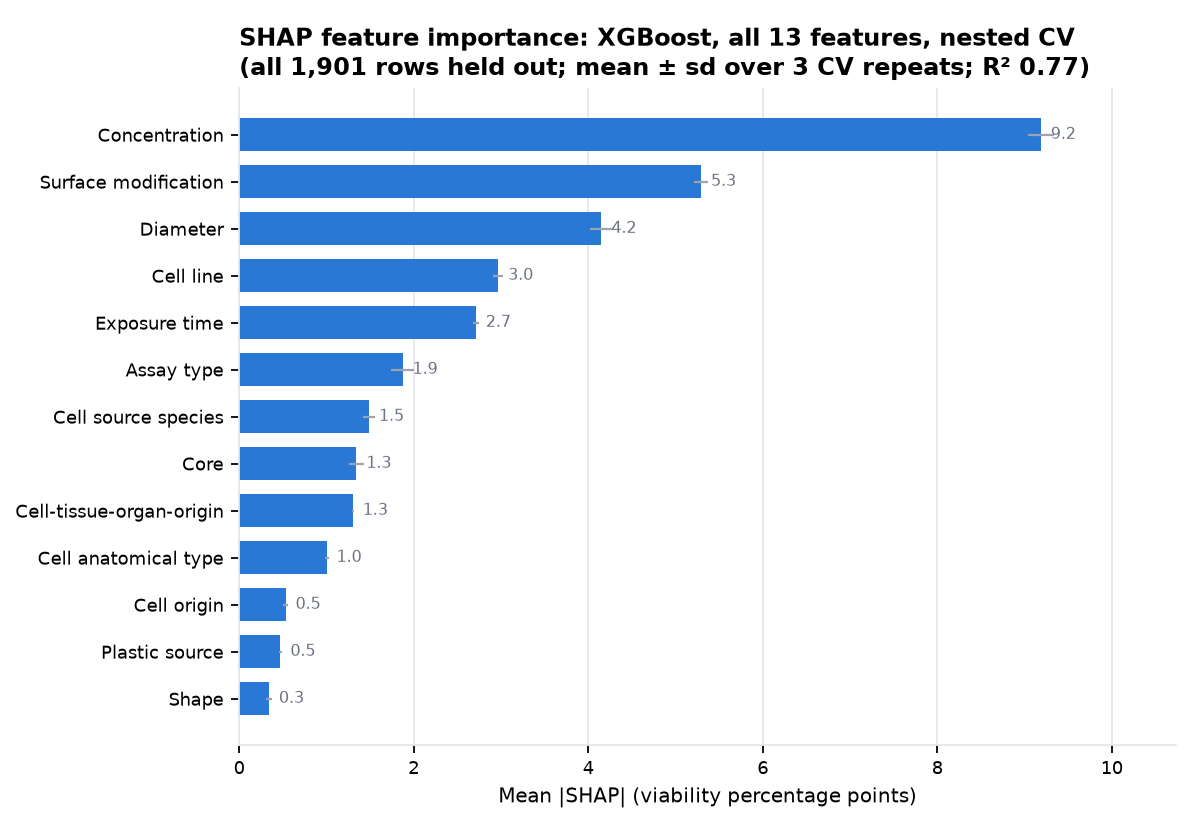 SHAP feature importance: XGBoost, all 13 features, nested CV
(all 1,901 rows held out; mean ± sd over 3 CV repeats; R² 0.77)
Concentration 9.2
Surface modification 5.3
Diameter 4.2
Cell line 3.0
Exposure time 2.7
Assay type 1.9
Cell source species 1.5
Core 1.3
Cell-tissue-organ-origin 1.3
Cell anatomical type 1.0
Cell origin 0.5
Plastic source 0.5
Shape 0.3
0 2 4 6 8 10
Mean |SHAP| (viability percentage points)